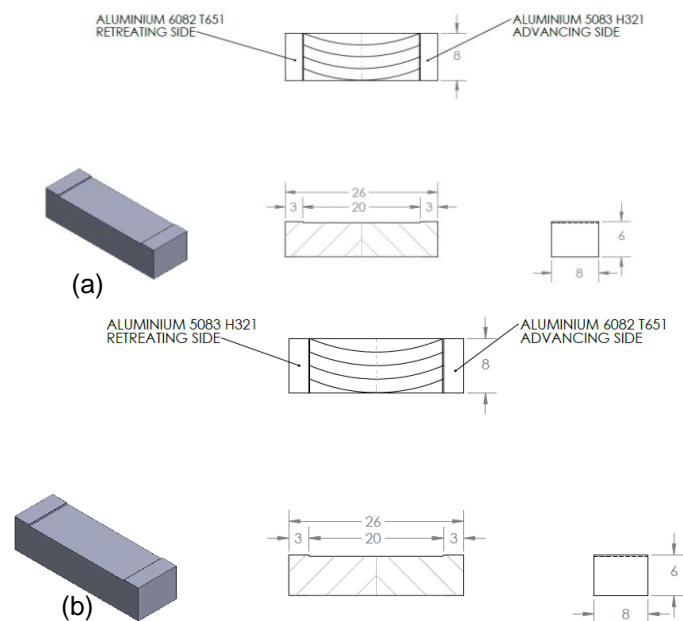 ALUMINIUM 6082 T651
RETREATING SIDE
ALUMINIUM 5083 H321
ADVANCING SIDE
8
26
3
20
3
6
8
(a)
ALUMINIUM 5083 H321
RETREATING SIDE
ALUMINIUM 6082 T651
ADVANCING SIDE
8
26
3
20
3
6
8
(b)